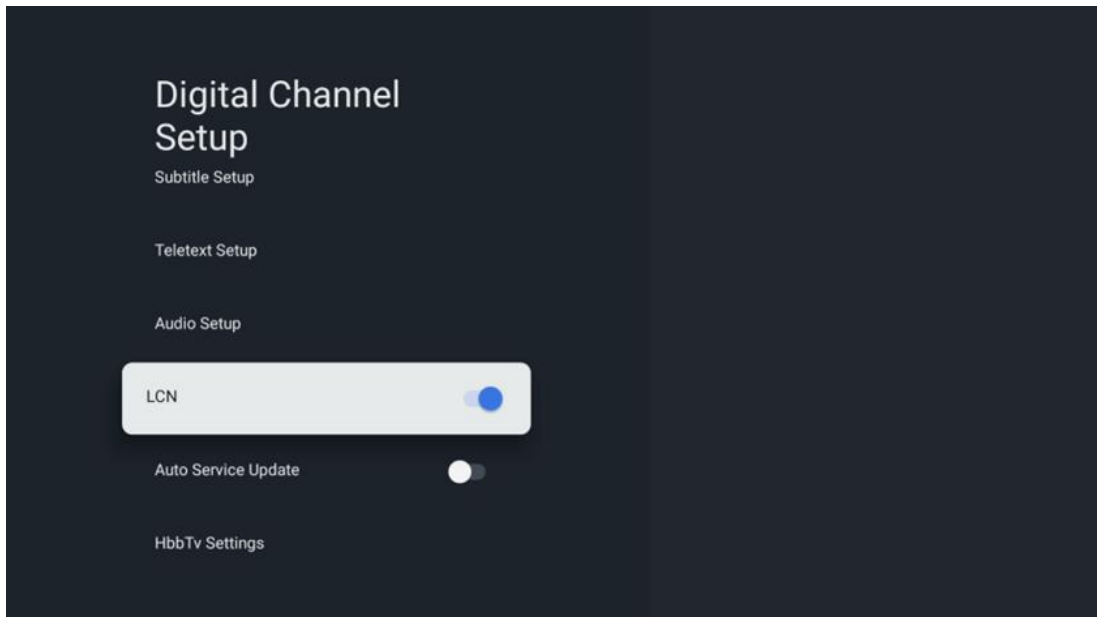 Digital Channel
Setup
Subtitle Setup
Teletext Setup
Audio Setup
LCN
Auto Service Update
HbbTv Settings